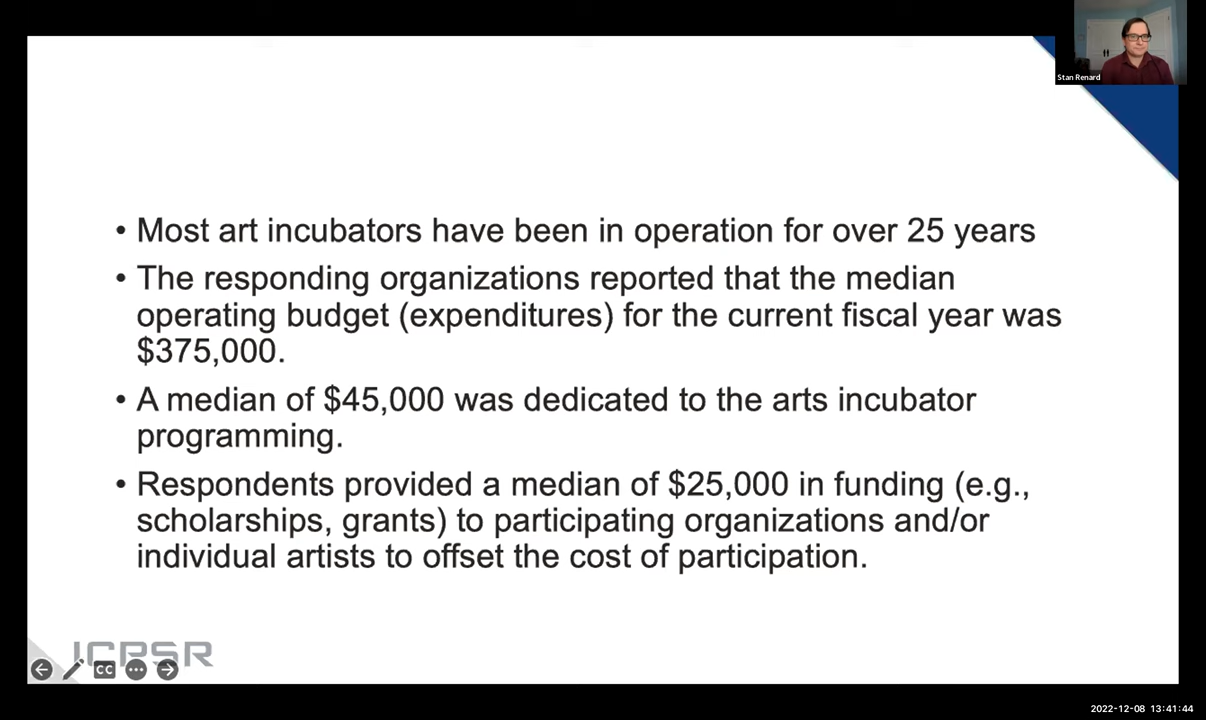 Stan Renard
• Most art incubators have been in operation for over 25 years
• The responding organizations reported that the median
operating budget (expenditures) for the current fiscal year was
$375,000.
• A median of $45,000 was dedicated to the arts incubator
programming.
• Respondents provided a median of $25,000 in funding (e.g.,
scholarships, grants) to participating organizations and/or
individual artists to offset the cost of participation.
ICPSR
CC
2022-12-08 13:41:44